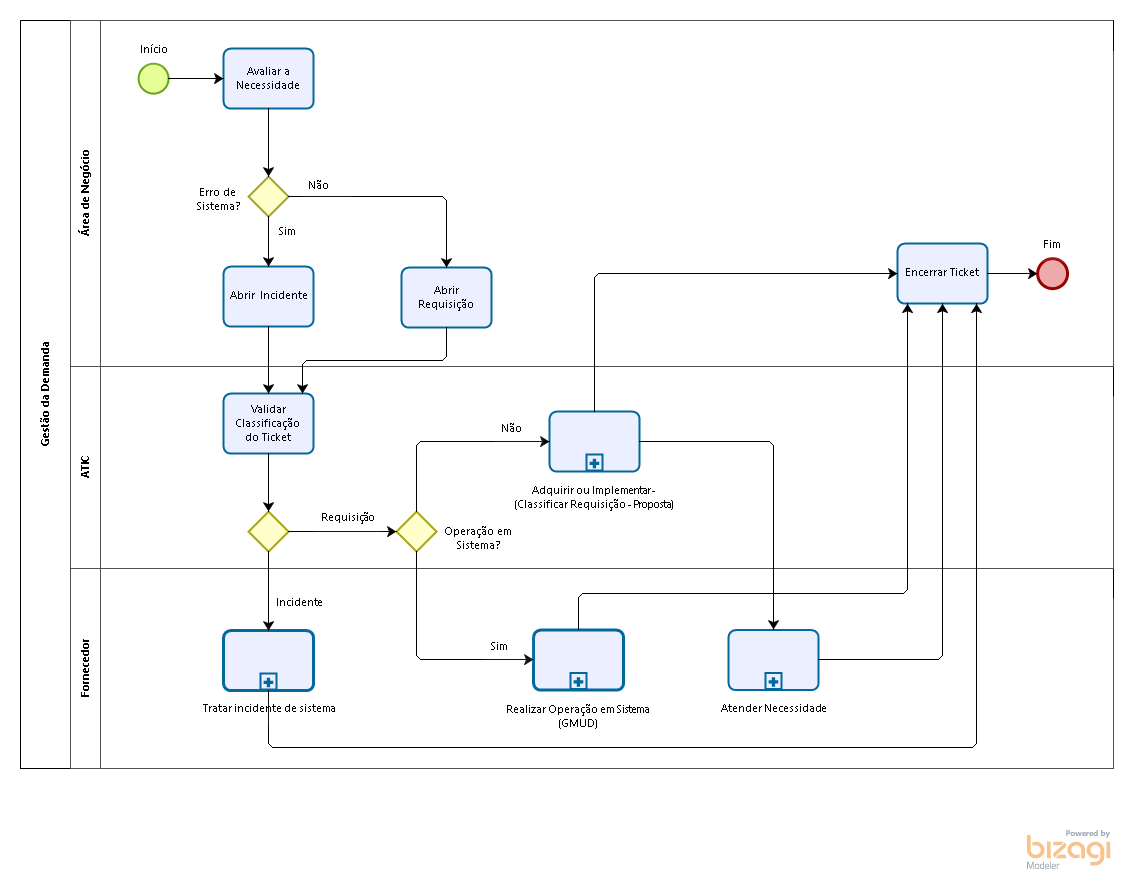 Gestão da Demanda
Área de Negócio
Início
Avaliar a
Necessidade
Erro de
Sistema?
Não
Sim
Abrir Incidente
Abrir
Requisição
Encerrar Ticket
Fim
ATIC
Validar
Classificação
do Ticket
Requisição
Operação em
Sistema?
Não
Adquirir ou Implementar-
(Classificar Requisição - Proposta)
Fornecedor
Incidente
Tratar incidente de sistema
Sim
Realizar Operação em Sistema
(GMUD)
Atender Necessidade
Powered by
bizagi
Modeler